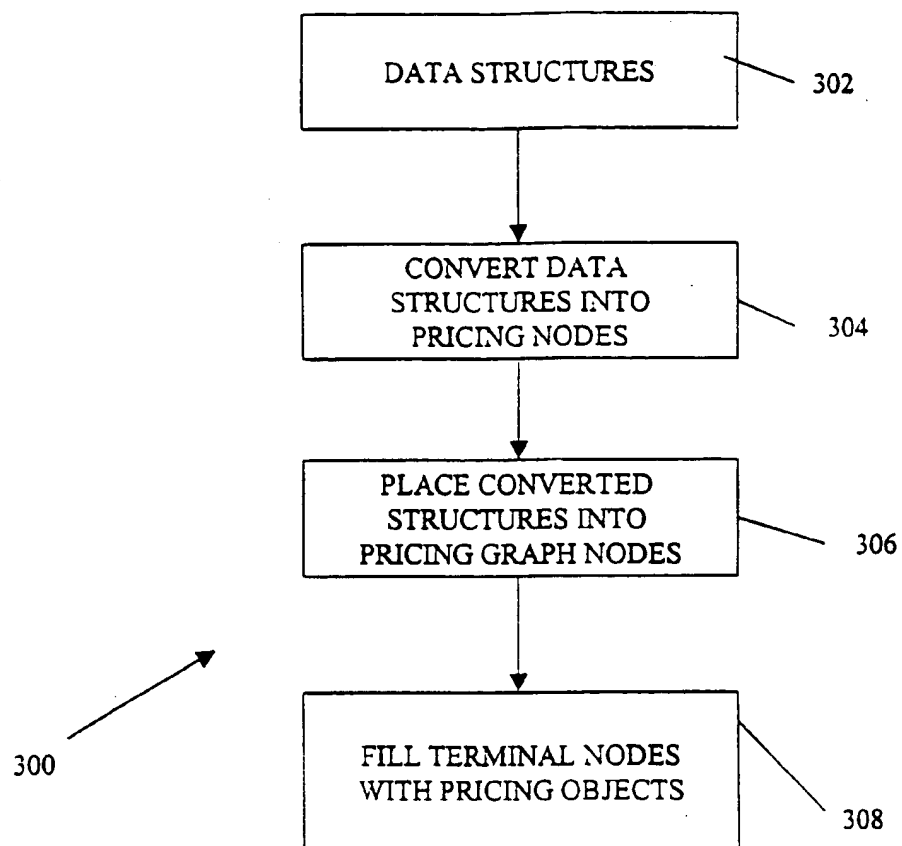 DATA STRUCTURES
302
CONVERT DATA
STRUCTURES INTO
PRICING NODES
304
PLACE CONVERTED
STRUCTURES INTO
PRICING GRAPH NODES
306
300
FILL TERMINAL NODES
WITH PRICING OBJECTS
308